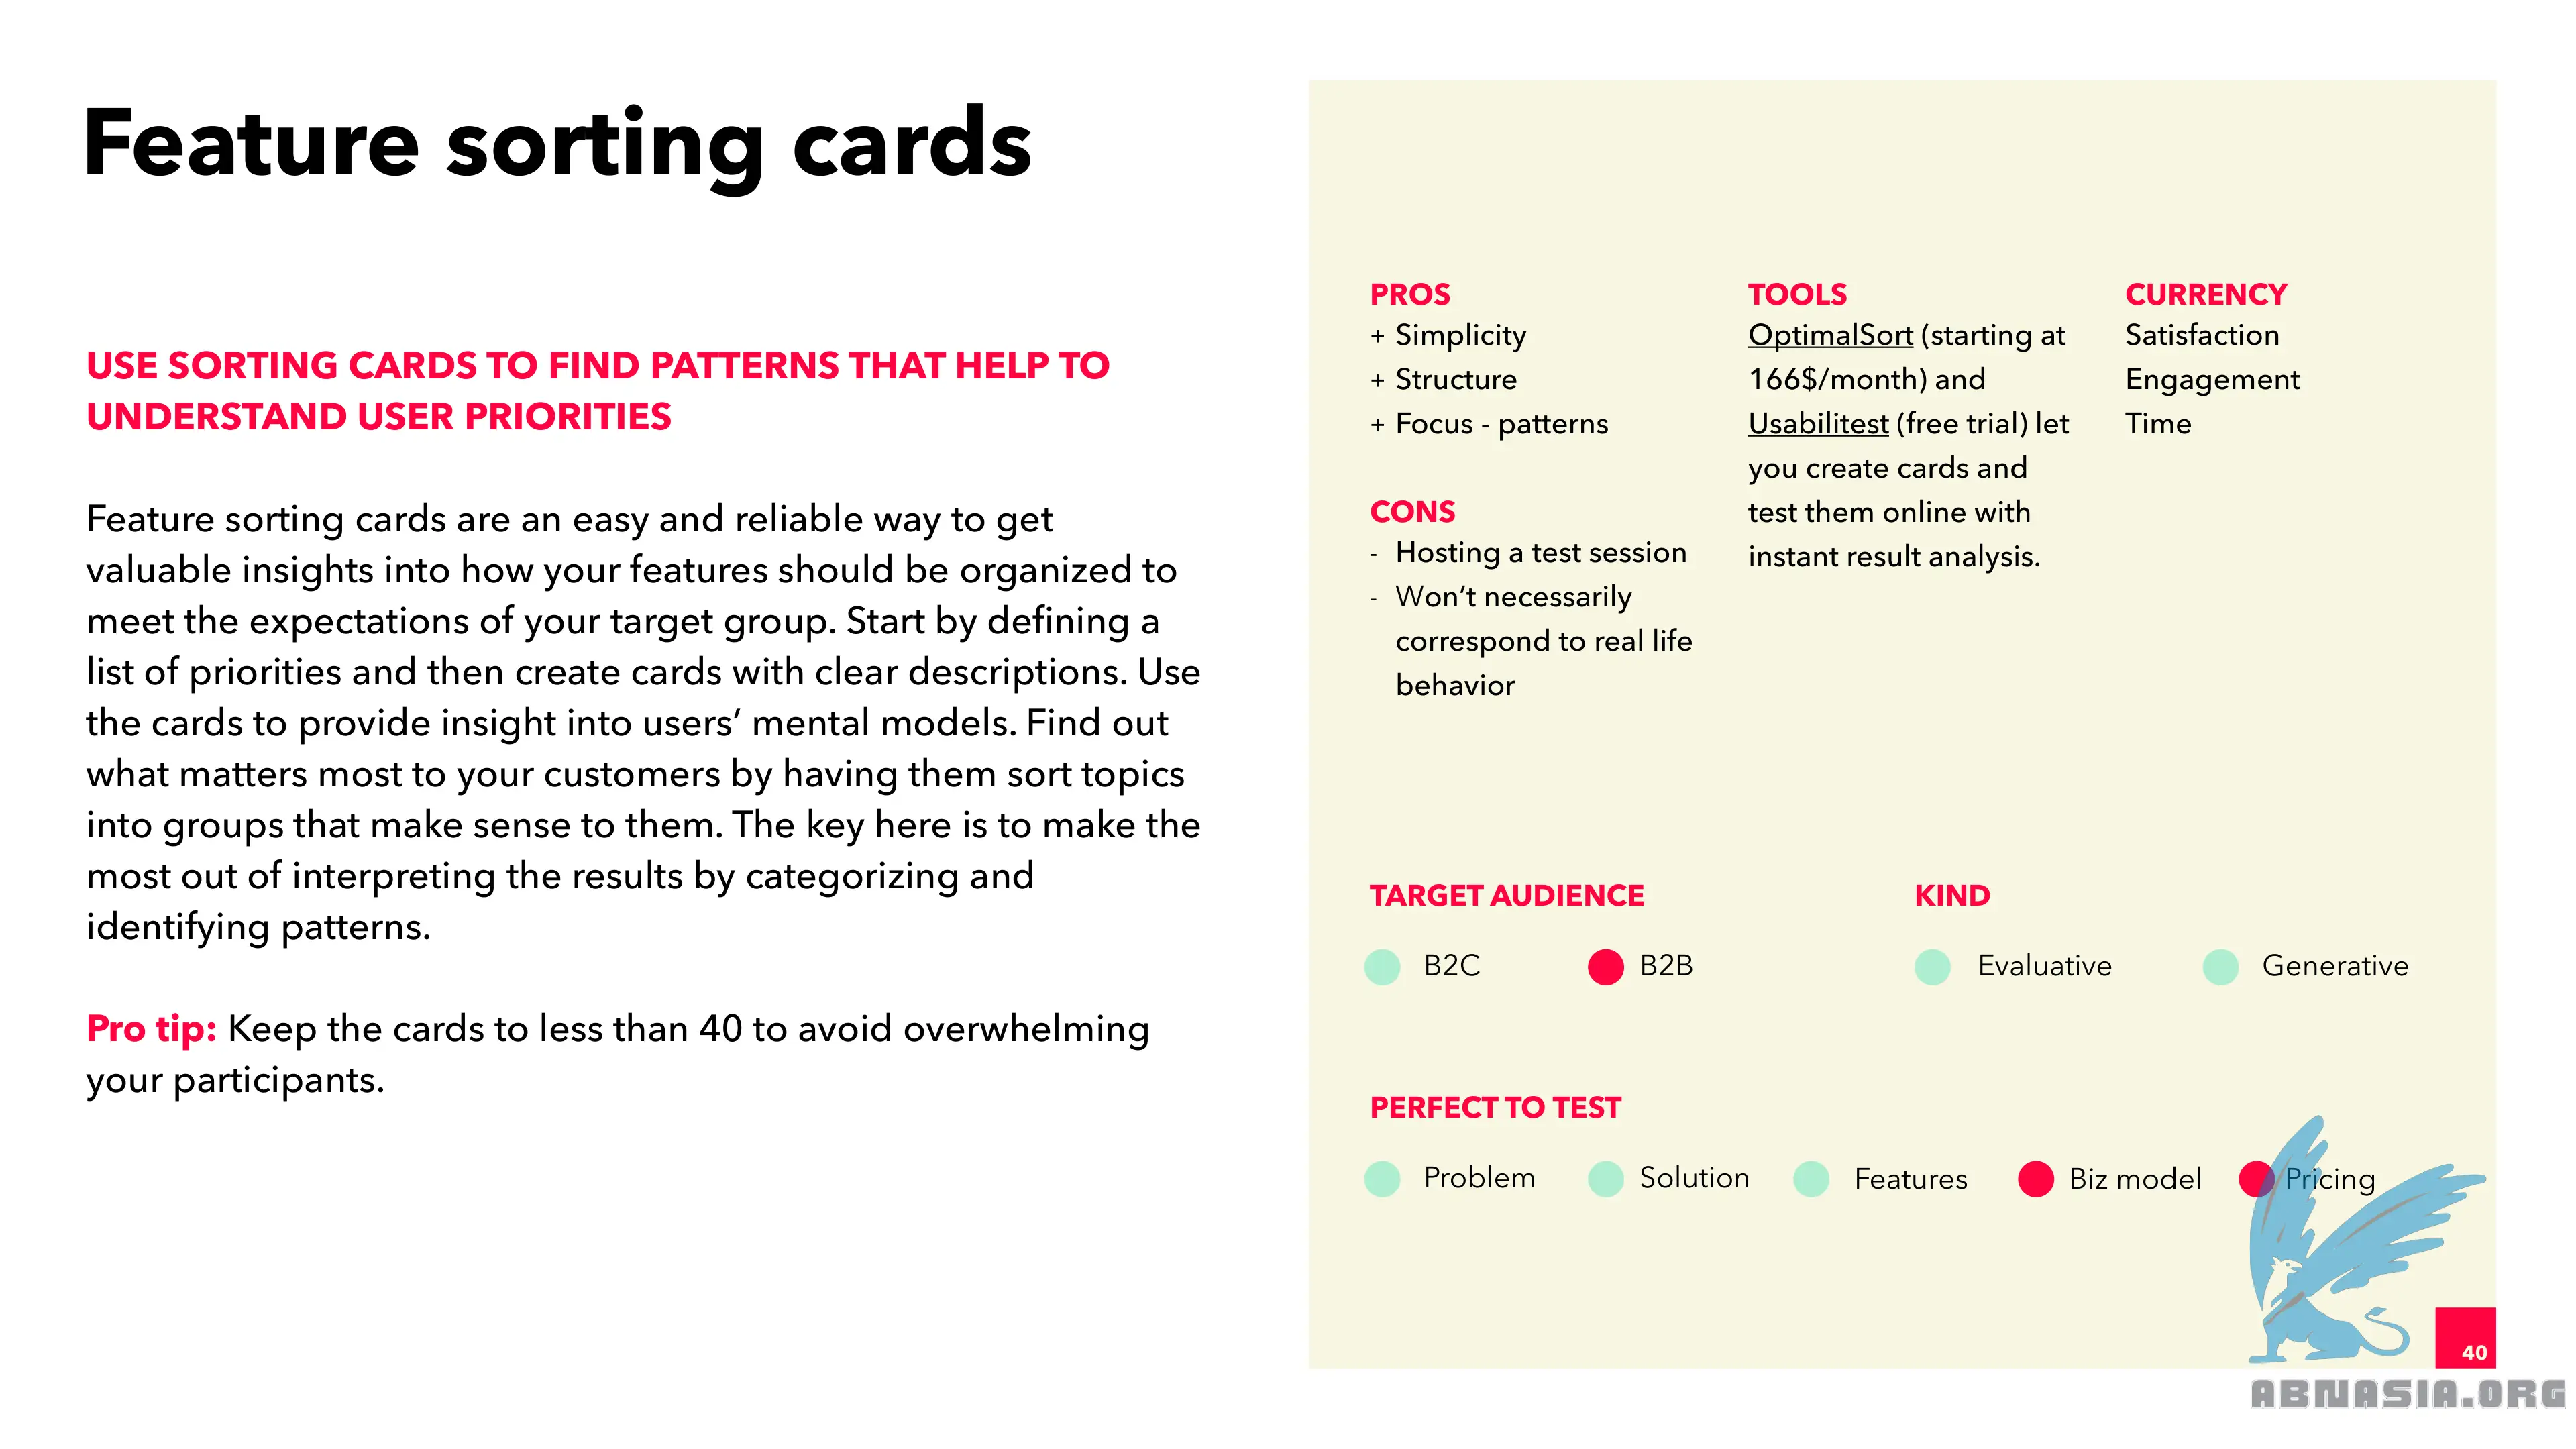 Feature sorting cards
USE SORTING CARDS TO FIND PATTERNS THAT HELP TO
UNDERSTAND USER PRIORITIES
Feature sorting cards are an easy and reliable way to get
valuable insights into how your features should be organized to
meet the expectations of your target group. Start by defining a
list of priorities and then create cards with clear descriptions. Use
the cards to provide insight into users’ mental models. Find out
what matters most to your customers by having them sort topics
into groups that make sense to them. The key here is to make the
most out of interpreting the results by categorizing and
identifying patterns.
Pro tip: Keep the cards to less than 40 to avoid overwhelming
your participants.
PROS
+ Simplicity
+ Structure
+ Focus - patterns
CONS
- Hosting a test session
- Won’t necessarily
correspond to real life
behavior
TOOLS
OptimalSort (starting at
166$/month) and
Usabilitest (free trial) let
you create cards and
test them online with
instant result analysis.
CURRENCY
Satisfaction
Engagement
Time
TARGET AUDIENCE
B2C B2B
KIND
Evaluative Generative
PERFECT TO TEST
Problem Solution Features Biz model Pricing
40
ABNASIA.ORG